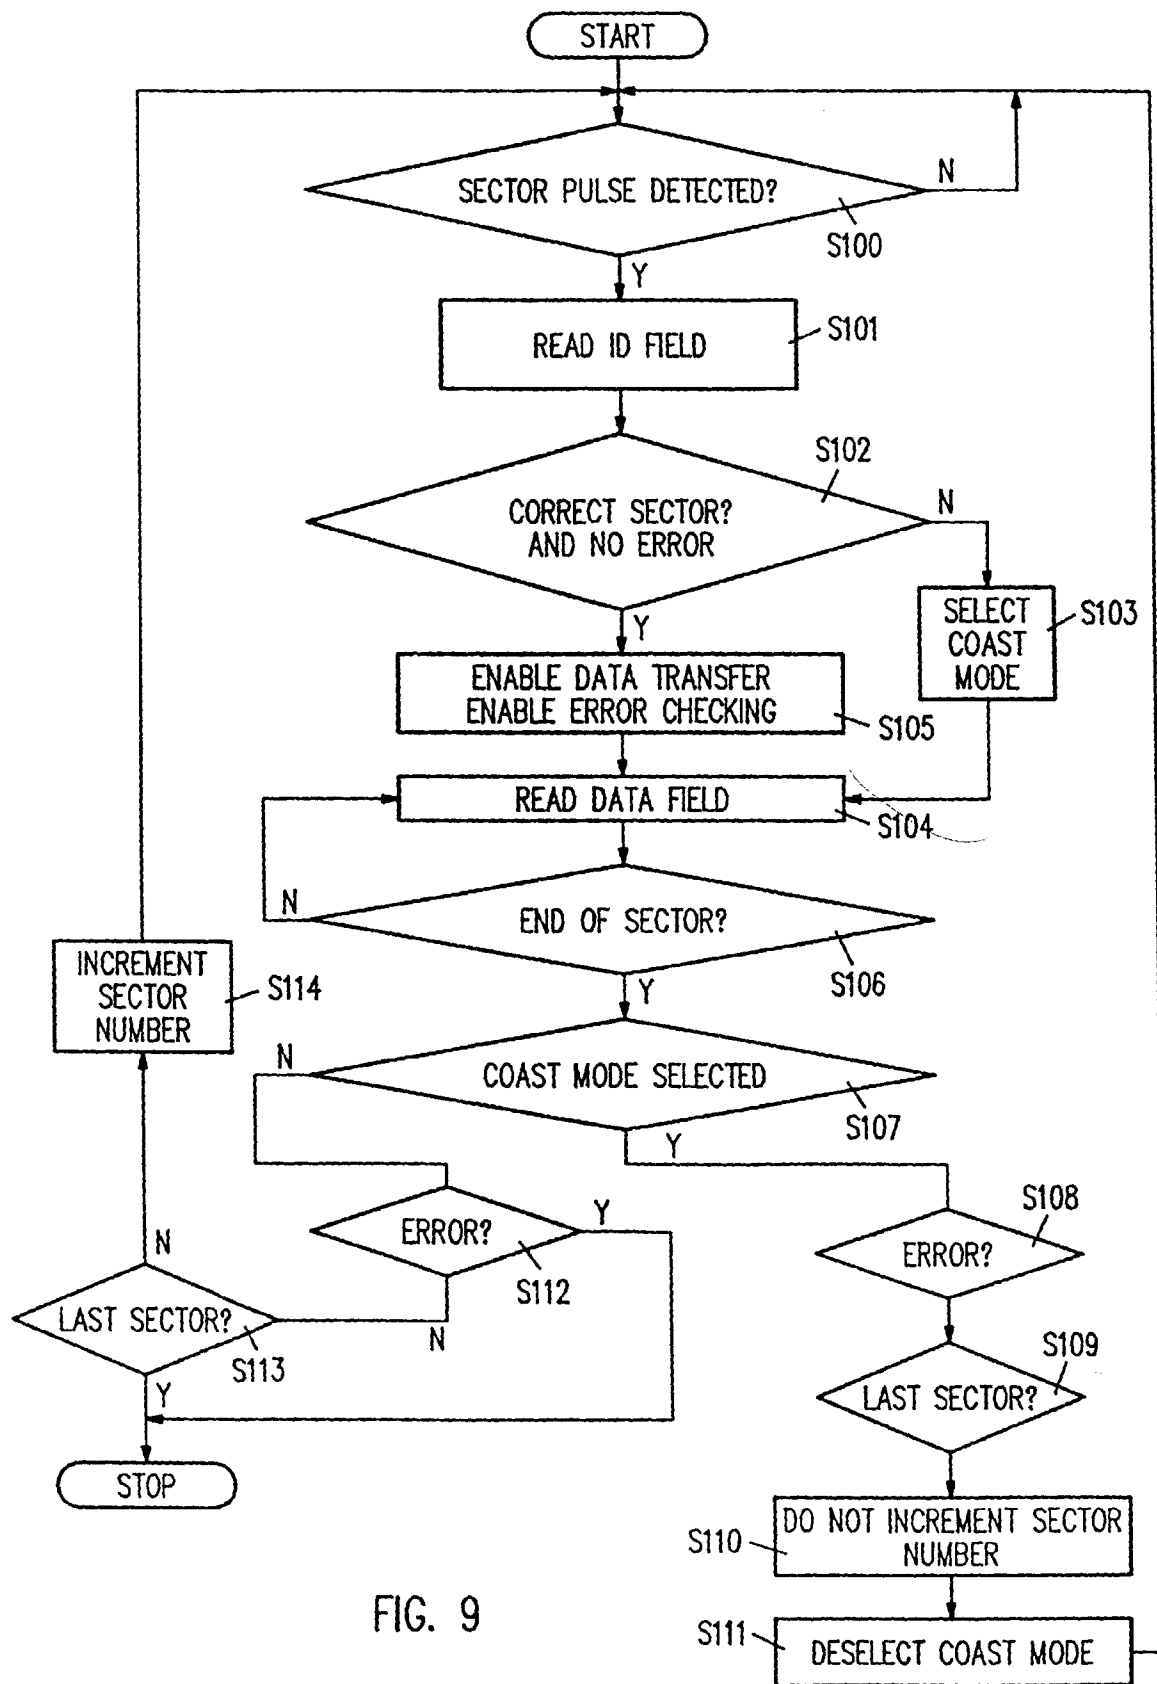 START
SECTOR PULSE DETECTED?
N
S100
Y
READ ID FIELD
S101
S102
CORRECT SECTOR?
AND NO ERROR
N
Y
SELECT
COAST
MODE
S103
ENABLE DATA TRANSFER
ENABLE ERROR CHECKING
S105
READ DATA FIELD
S104
N
END OF SECTOR?
S106
Y
INCREMENT
SECTOR
NUMBER
S114
N
COAST MODE SELECTED
S107
Y
ERROR?
Y
S112
N
S108
ERROR?
N
LAST SECTOR?
S113
Y
S109
LAST SECTOR?
STOP
DO NOT INCREMENT SECTOR
NUMBER
S110
FIG. 9
S111
DESELECT COAST MODE